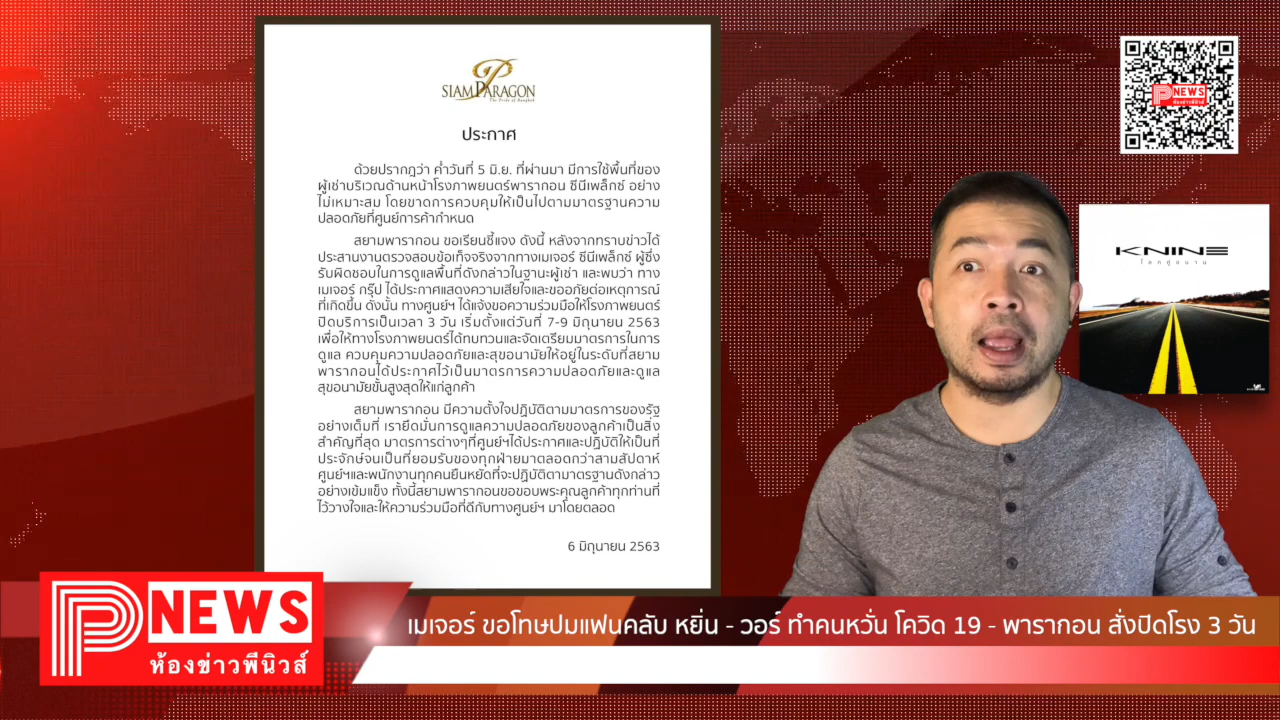 SIAM PARAGON
The Pride of Bangkok
ประกาศ
ด้วยปรากฎว่า ค่ำวันที่ 5 มิ.ย. ที่ผ่านมา มีการใช้พื้นที่ของ
ผู้เช่าบริเวณด้านหน้าโรงภาพยนตร์พารากอน ซีนีเพล็กซ์ อย่าง
ไม่เหมาะสม โดยขาดการควบคุมให้เป็นไปตามมาตรฐานความ
ปลอดภัยที่ศูนย์การค้ากำหนด
สยามพารากอน ขอเรียนชี้แจง ดังนี้ หลังจากทราบข่าวได้
ประสานงานตรวจสอบข้อเท็จจริงจากทางเมเจอร์ ซีนีเพล็กซ์ ผู้ซึ่ง
รับผิดชอบในการดูแลพื้นที่ดังกล่าวในฐานะผู้เช่า และพบว่า ทาง
เมเจอร์ กรุ๊ป ได้ประกาศแสดงความเสียใจและขออภัยต่อเหตุการณ์
ที่เกิดขึ้น ดังนั้น ทางศูนย์ฯ ได้แจ้งขอความร่วมมือให้โรงภาพยนตร์
ปิดบริการเป็นเวลา 3 วัน เริ่มตั้งแต่วันที่ 7-9 มิถุนายน 2563
เพื่อให้ทางโรงภาพยนตร์ได้ทบทวนและจัดเตรียมมาตรการในการ
ดูแล ควบคุมความปลอดภัยและสุขอนามัยให้อยู่ในระดับที่สยาม
พารากอนได้ประกาศไว้เป็นมาตรการความปลอดภัยและดูแล
สุขอนามัยขั้นสูงสุดให้แก่ลูกค้า
สยามพารากอน มีความตั้งใจปฏิบัติตามมาตรการของรัฐ
อย่างเต็มที่ เรายึดมั่นการดูแลความปลอดภัยของลูกค้าเป็นสิ่ง
สำคัญที่สุด มาตรการต่างๆที่ศูนย์ฯได้ประกาศและปฏิบัติให้เป็นที่
ประจักษ์จนเป็นที่ยอมรับของทุกฝ่ายมาตลอดกว่าสามสัปดาห์
ศูนย์ฯและพนักงานทุกคนยืนหยัดที่จะปฏิบัติตามาตรฐานดังกล่าว
อย่างเข้มแข็ง ทั้งนี้สยามพารากอนขอขอบพระคุณลูกค้าทุกท่านที่
ไว้วางใจและให้ความร่วมมือที่ดีกับทางศูนย์ฯ มาโดยตลอด
6 มิถุนายน 2563
P NEWS
ห้องข่าวพีนิวส์
KNINE
โลกคู่ขนาน
P NEWS
ห้องข่าวพีนิวส์
เมเจอร์ ขอโทษปมแฟนคลับ หยิ่น - วอร์ ทำคนหวั่น โควิด 19 - พารากอน สั่งปิดโรง 3 วัน